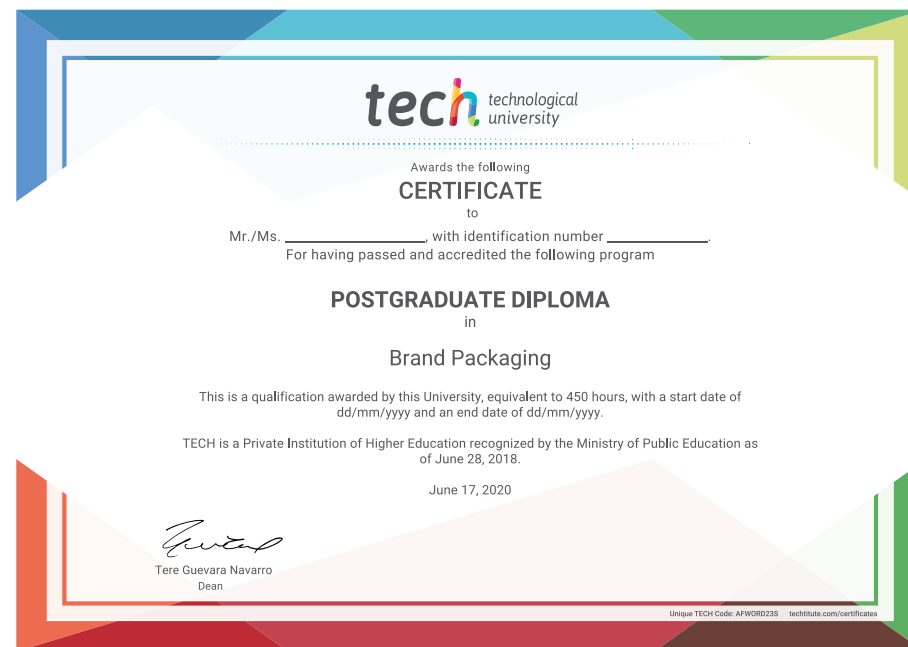 tech technological
university
Awards the following
CERTIFICATE
to
Mr./Ms. ____________________, with identification number ______________.
For having passed and accredited the following program
POSTGRADUATE DIPLOMA
in
Brand Packaging
This is a qualification awarded by this University, equivalent to 450 hours, with a start date of
dd/mm/yyyy and an end date of dd/mm/yyyy.
TECH is a Private Institution of Higher Education recognized by the Ministry of Public Education as
of June 28, 2018.
June 17, 2020
Tere Guevara Navarro
Dean
Unique TECH Code: AFWORD23S techtitute.com/certificates